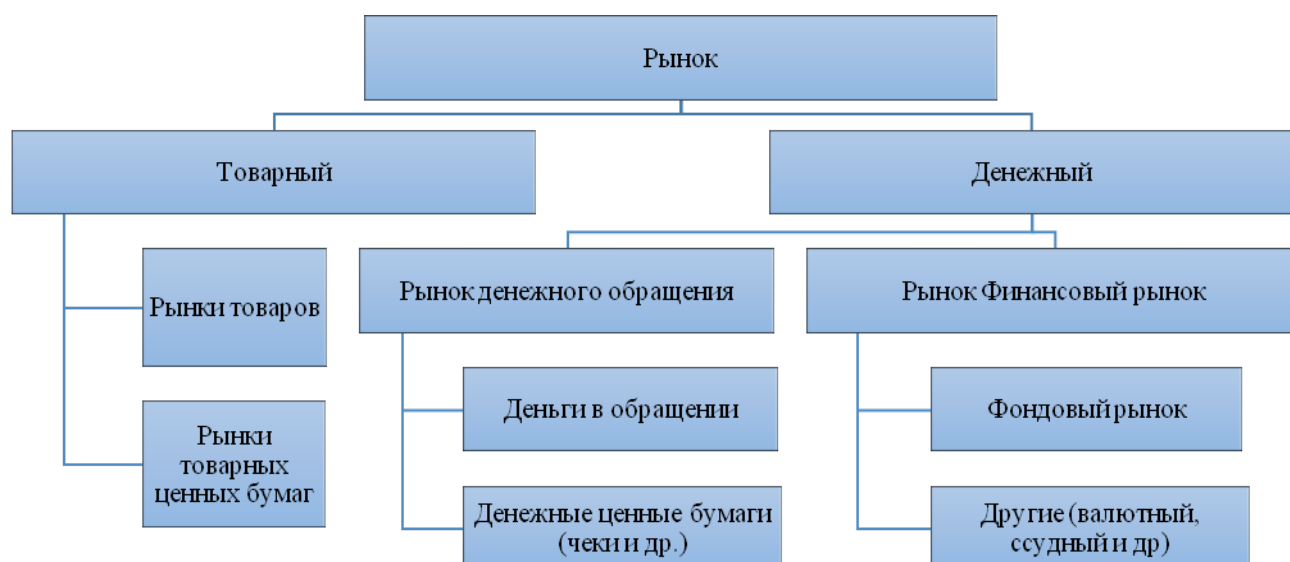 Рынок
Товарный
Денежный
Рынки товаров
Рынки
товарных
ценных бумаг
Рынок денежного обращения
Деньги в обращении
Денежные ценные бумаги
(чеки и др.)
Рынок Финансовый рынок
Фондовый рынок
Другие (валютный,
ссудный и др)